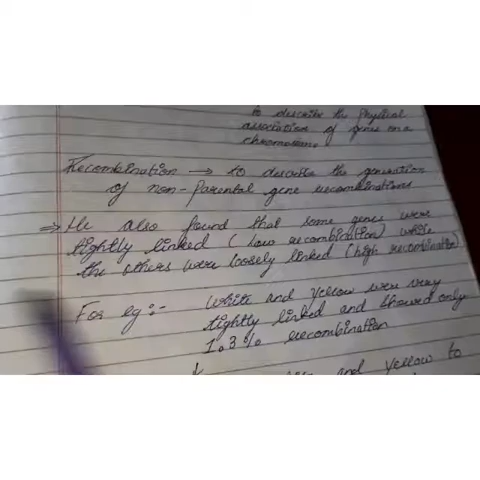 to describe the physical
association of genes on a
chromosome
Recombination → to describe the generation
of non-parental gene recombinations
⇒ He also found that some genes were
tightly linked (low recombination) while
the others were loosely linked (high recombination)
For eg:- white and yellow were very
tightly linked and showed only
1.3% recombination
and yellow to